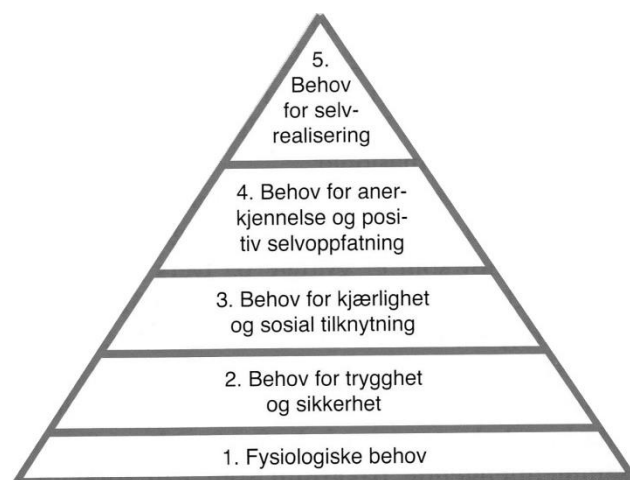 5.
Behov
for selv-
realisering
4. Behov for aner-
kjennelse og posi-
tiv selvoppfatning
3. Behov for kjærlighet
og sosial tilknytning
2. Behov for trygghet
og sikkerhet
1. Fysiologiske behov